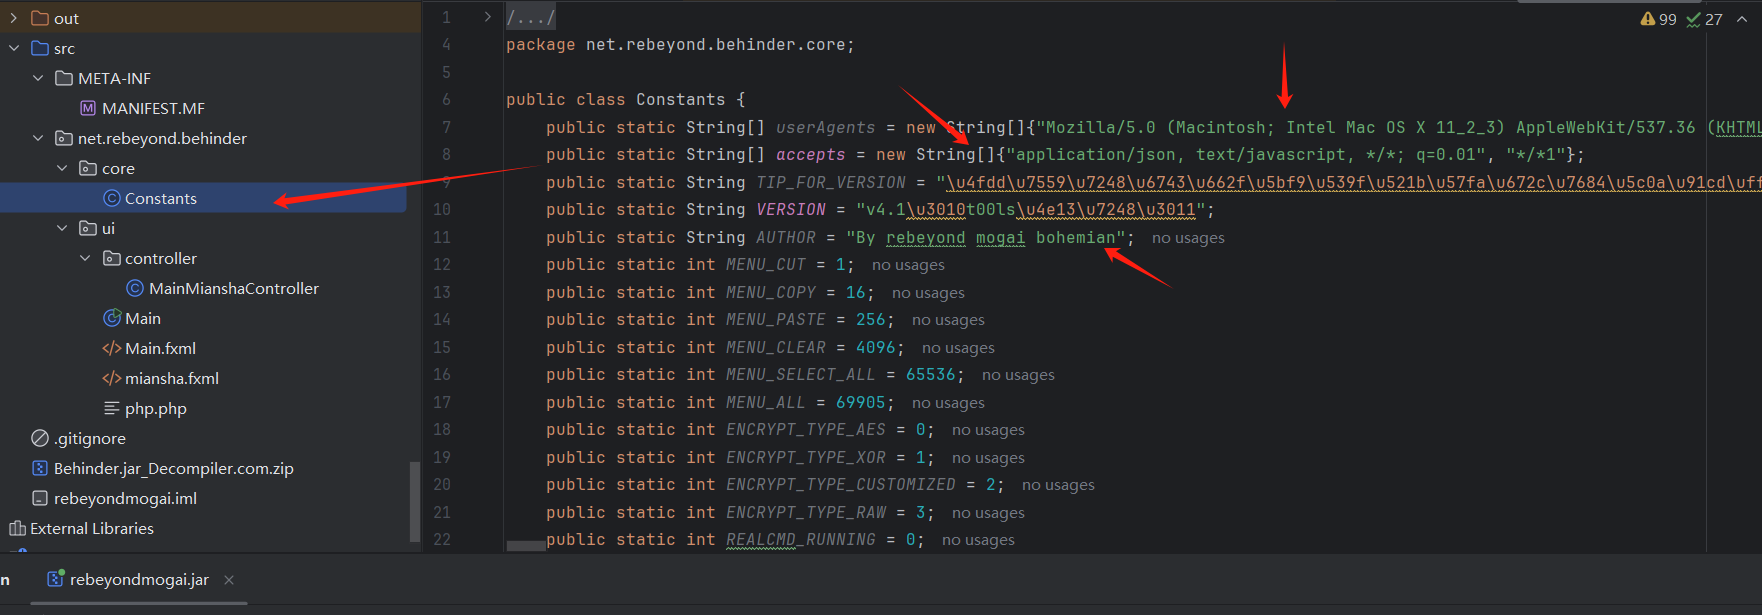 out
src
META-INF
MANIFEST.MF
net.rebeyond.behinder
core
Constants
ui
controller
MainMianshaController
Main
Main.fxml
miansha.fxml
php.php
.gitignore
Behinder.jar_Decompiler.com.zip
rebeyondmogai.iml
External Libraries
1 /.../
4 package net.rebeyond.behinder.core;
5
6 public class Constants {
7 public static String[] userAgents = new String[]{"Mozilla/5.0 (Macintosh; Intel Mac OS X 11_2_3) AppleWebKit/537.36 (KHTML
8 public static String[] accepts = new String[]{"application/json, text/javascript, */*; q=0.01", "*/*1"};
9 public static String TIP_FOR_VERSION = "\u4fdd\u7559\u7248\u6743\u662f\u5bf9\u539f\u521b\u57fa\u672c\u7684\u5c0a\u91cd\uff
10 public static String VERSION = "v4.1\u3010t00ls\u4e13\u7248\u3011";
11 public static String AUTHOR = "By rebeyond mogai bohemian"; no usages
12 public static int MENU_CUT = 1; no usages
13 public static int MENU_COPY = 16; no usages
14 public static int MENU_PASTE = 256; no usages
15 public static int MENU_CLEAR = 4096; no usages
16 public static int MENU_SELECT_ALL = 65536; no usages
17 public static int MENU_ALL = 69905; no usages
18 public static int ENCRYPT_TYPE_AES = 0; no usages
19 public static int ENCRYPT_TYPE_XOR = 1; no usages
20 public static int ENCRYPT_TYPE_CUSTOMIZED = 2; no usages
21 public static int ENCRYPT_TYPE_RAW = 3; no usages
22 public static int REALCMD_RUNNING = 0; no usages
99 27
n rebeyondmogai.jar